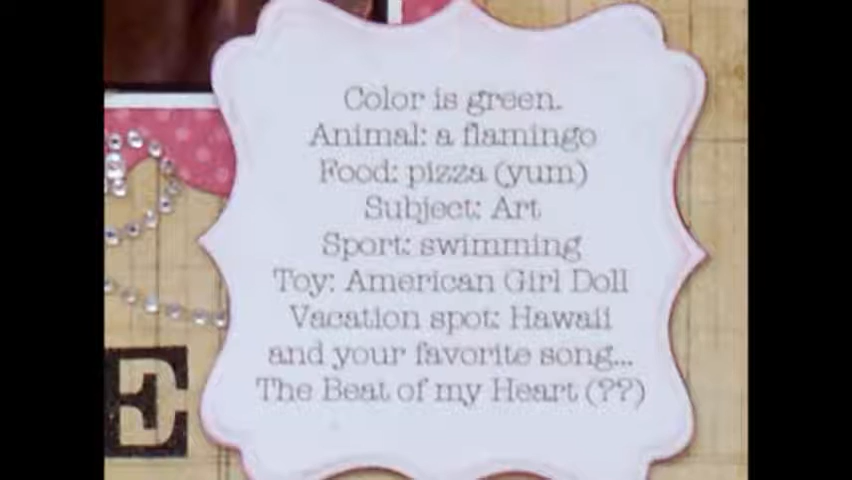 Color is green.
Animal: a flamingo
Food: pizza (yum)
Subject: Art
Sport: swimming
Toy: American Girl Doll
Vacation spot: Hawaii
and your favorite song...
The Beat of my Heart (??)
E